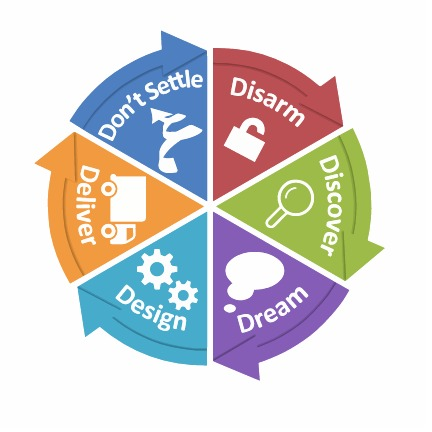 Disarm
Discover
Dream
Design
Deliver
Don't Settle